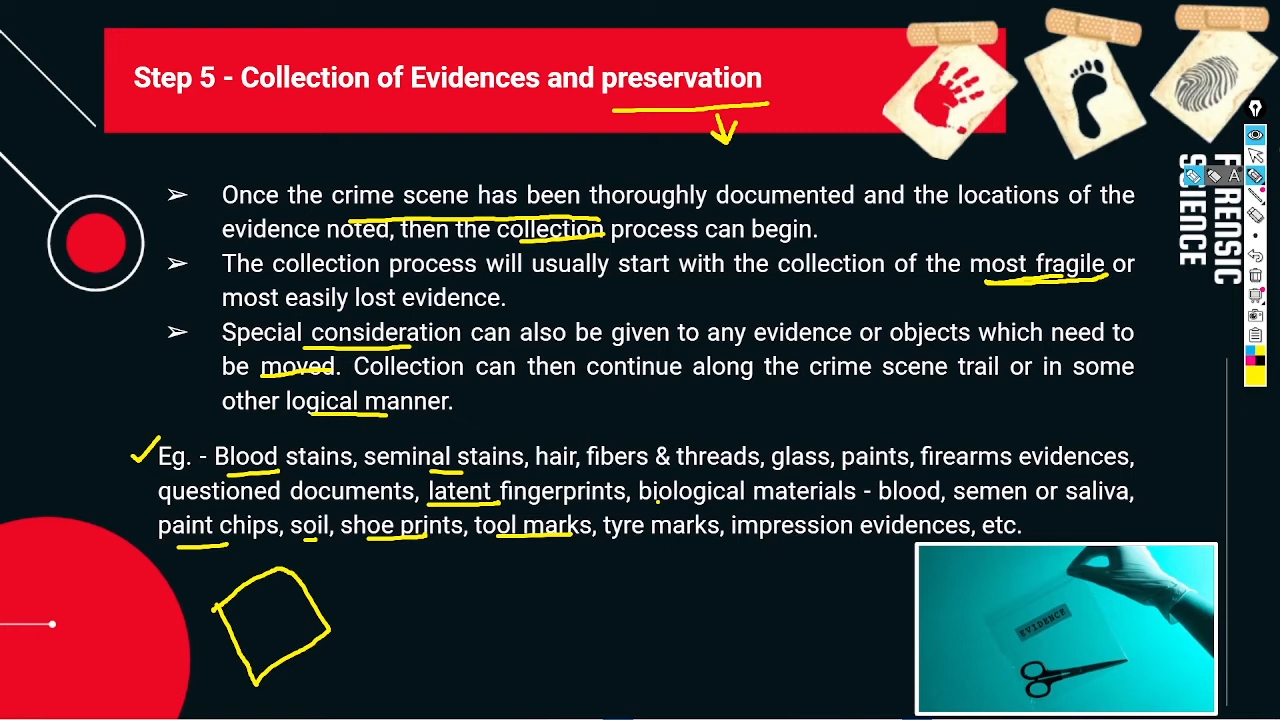 Step 5 - Collection of Evidences and preservation
FRENSIC
SCIENCE
➢ Once the crime scene has been thoroughly documented and the locations of the
evidence noted, then the collection process can begin.
➢ The collection process will usually start with the collection of the most fragile or
most easily lost evidence.
➢ Special consideration can also be given to any evidence or objects which need to
be moved. Collection can then continue along the crime scene trail or in some
other logical manner.
Eg. - Blood stains, seminal stains, hair, fibers & threads, glass, paints, firearms evidences,
questioned documents, latent fingerprints, biological materials - blood, semen or saliva,
paint chips, soil, shoe prints, tool marks, tyre marks, impression evidences, etc.
EVIDENCE